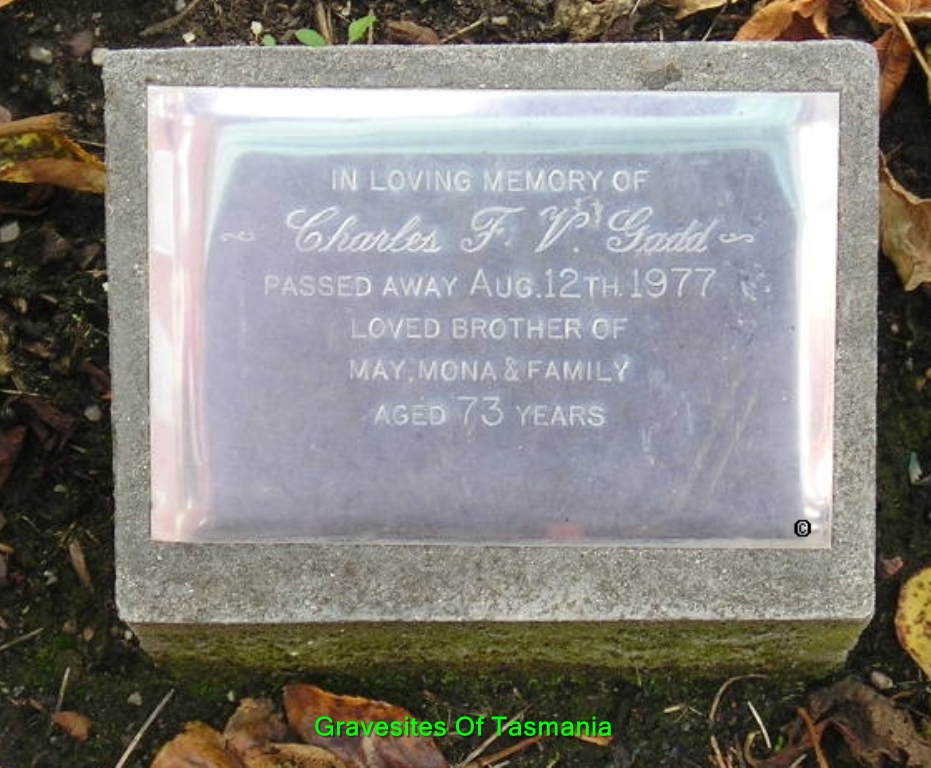 IN LOVING MEMORY OF
~ Charles F. V. Gadd ~
PASSED AWAY AUG. 12TH. 1977
LOVED BROTHER OF
MAY, MONA & FAMILY
AGED 73 YEARS
©
Gravesites Of Tasmania